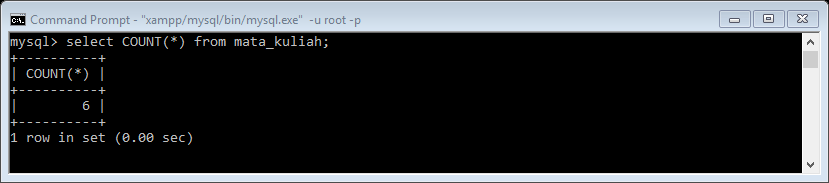 Command Prompt - "xampp/mysql/bin/mysql.exe" -u root -p
mysql> select COUNT(*) from mata_kuliah;
+----------+
| COUNT(*) |
+----------+
|        6 |
+----------+
1 row in set (0.00 sec)